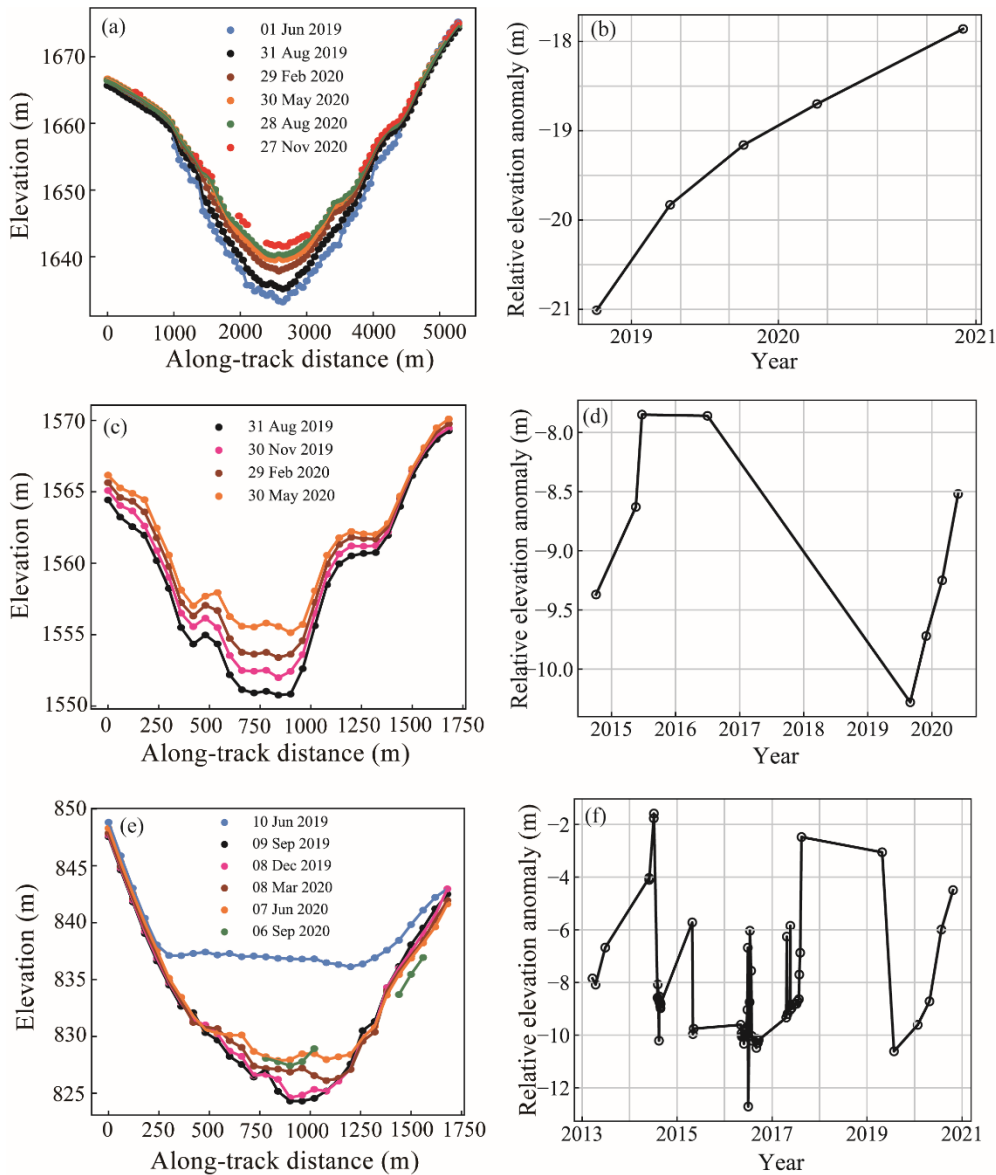 (a)
01 Jun 2019
31 Aug 2019
29 Feb 2020
30 May 2020
28 Aug 2020
27 Nov 2020
1670
1660
1650
1640
Elevation (m)
0 1000 2000 3000 4000 5000
Along-track distance (m)
(b)
−18
−19
−20
−21
Relative elevation anomaly (m)
2019 2020 2021
Year
(c)
31 Aug 2019
30 Nov 2019
29 Feb 2020
30 May 2020
1570
1565
1560
1555
1550
Elevation (m)
0 250 500 750 1000 1250 1500 1750
Along-track distance (m)
(d)
−8.0
−8.5
−9.0
−9.5
−10.0
Relative elevation anomaly (m)
2015 2016 2017 2018 2019 2020
Year
(e)
10 Jun 2019
09 Sep 2019
08 Dec 2019
08 Mar 2020
07 Jun 2020
06 Sep 2020
850
845
840
835
830
825
Elevation (m)
0 250 500 750 1000 1250 1500 1750
Along-track distance (m)
(f)
−2
−4
−6
−8
−10
−12
Relative elevation anomaly (m)
2013 2015 2017 2019 2021
Year